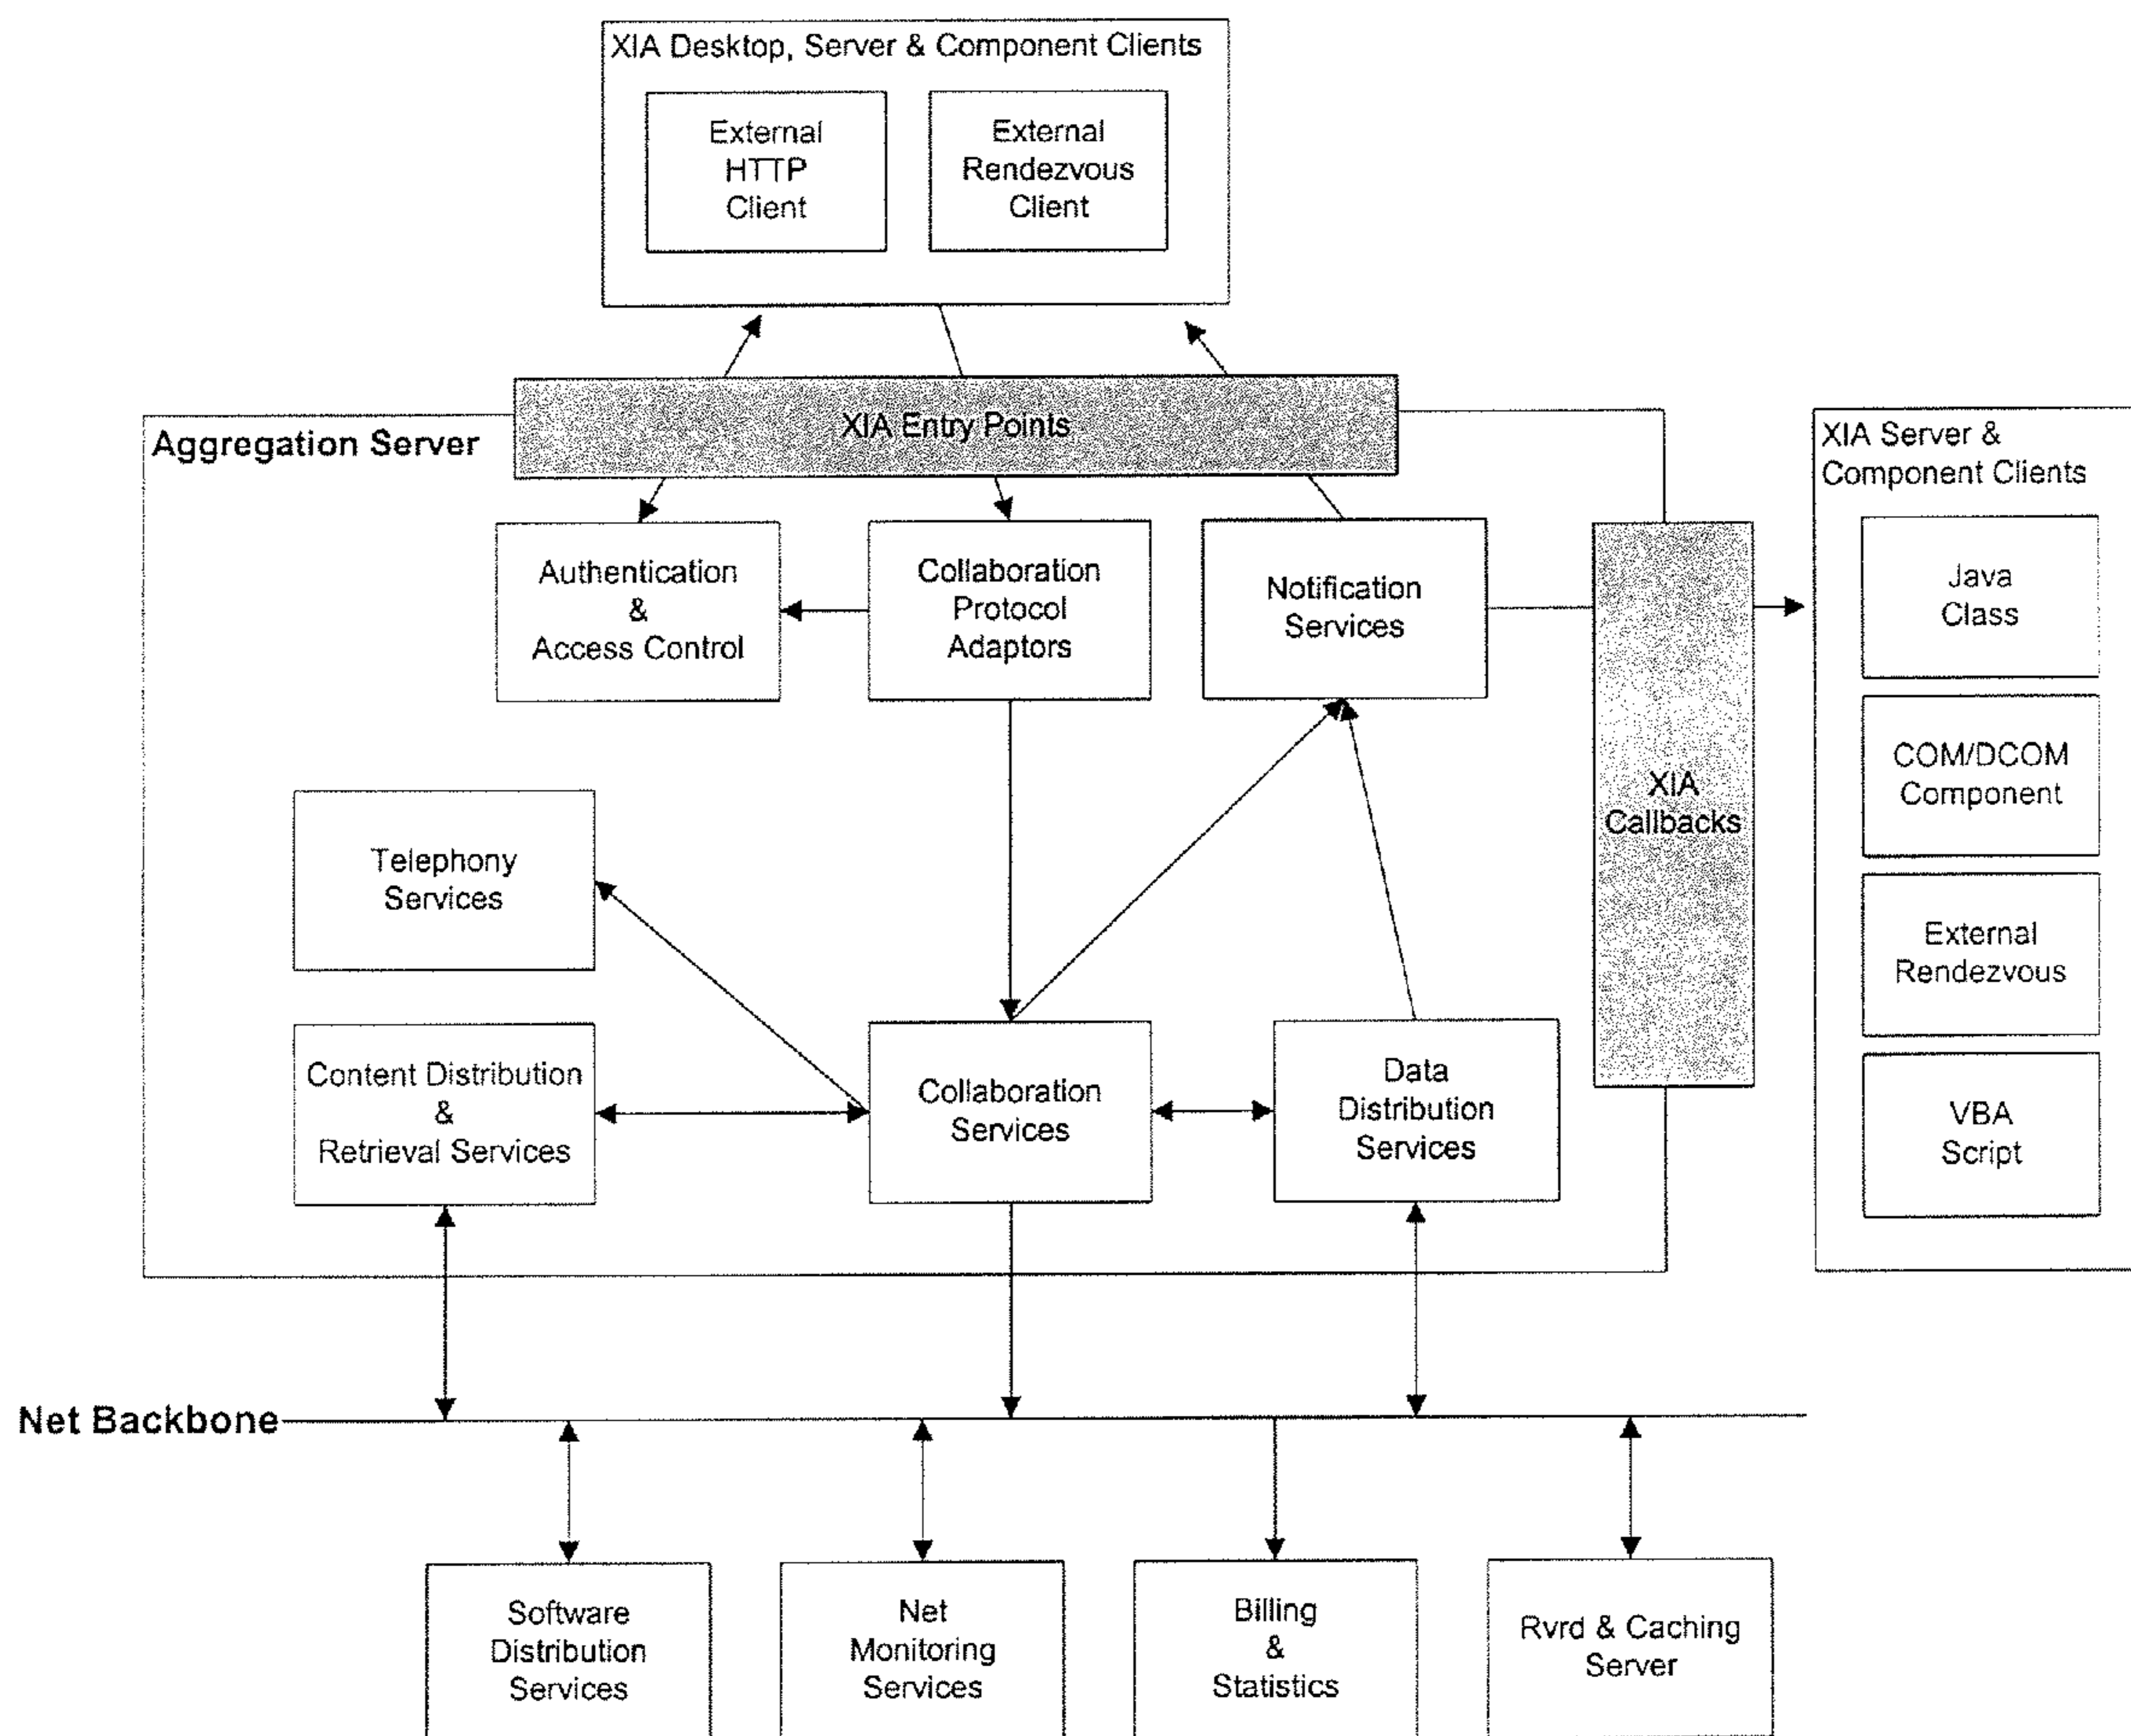 XIA Desktop, Server & Component Clients
External
HTTP
Client
External
Rendezvous
Client
XIA Entry Points
Aggregation Server
XIA Server &
Component Clients
Authentication
&
Access Control
Collaboration
Protocol
Adaptors
Notification
Services
Java
Class
COM/DCOM
Component
XIA
Callbacks
Telephony
Services
External
Rendezvous
Content Distribution
&
Retrieval Services
Collaboration
Services
Data
Distribution
Services
VBA
Script
Net Backbone
Software
Distribution
Services
Net
Monitoring
Services
Billing
&
Statistics
Rvrd & Caching
Server